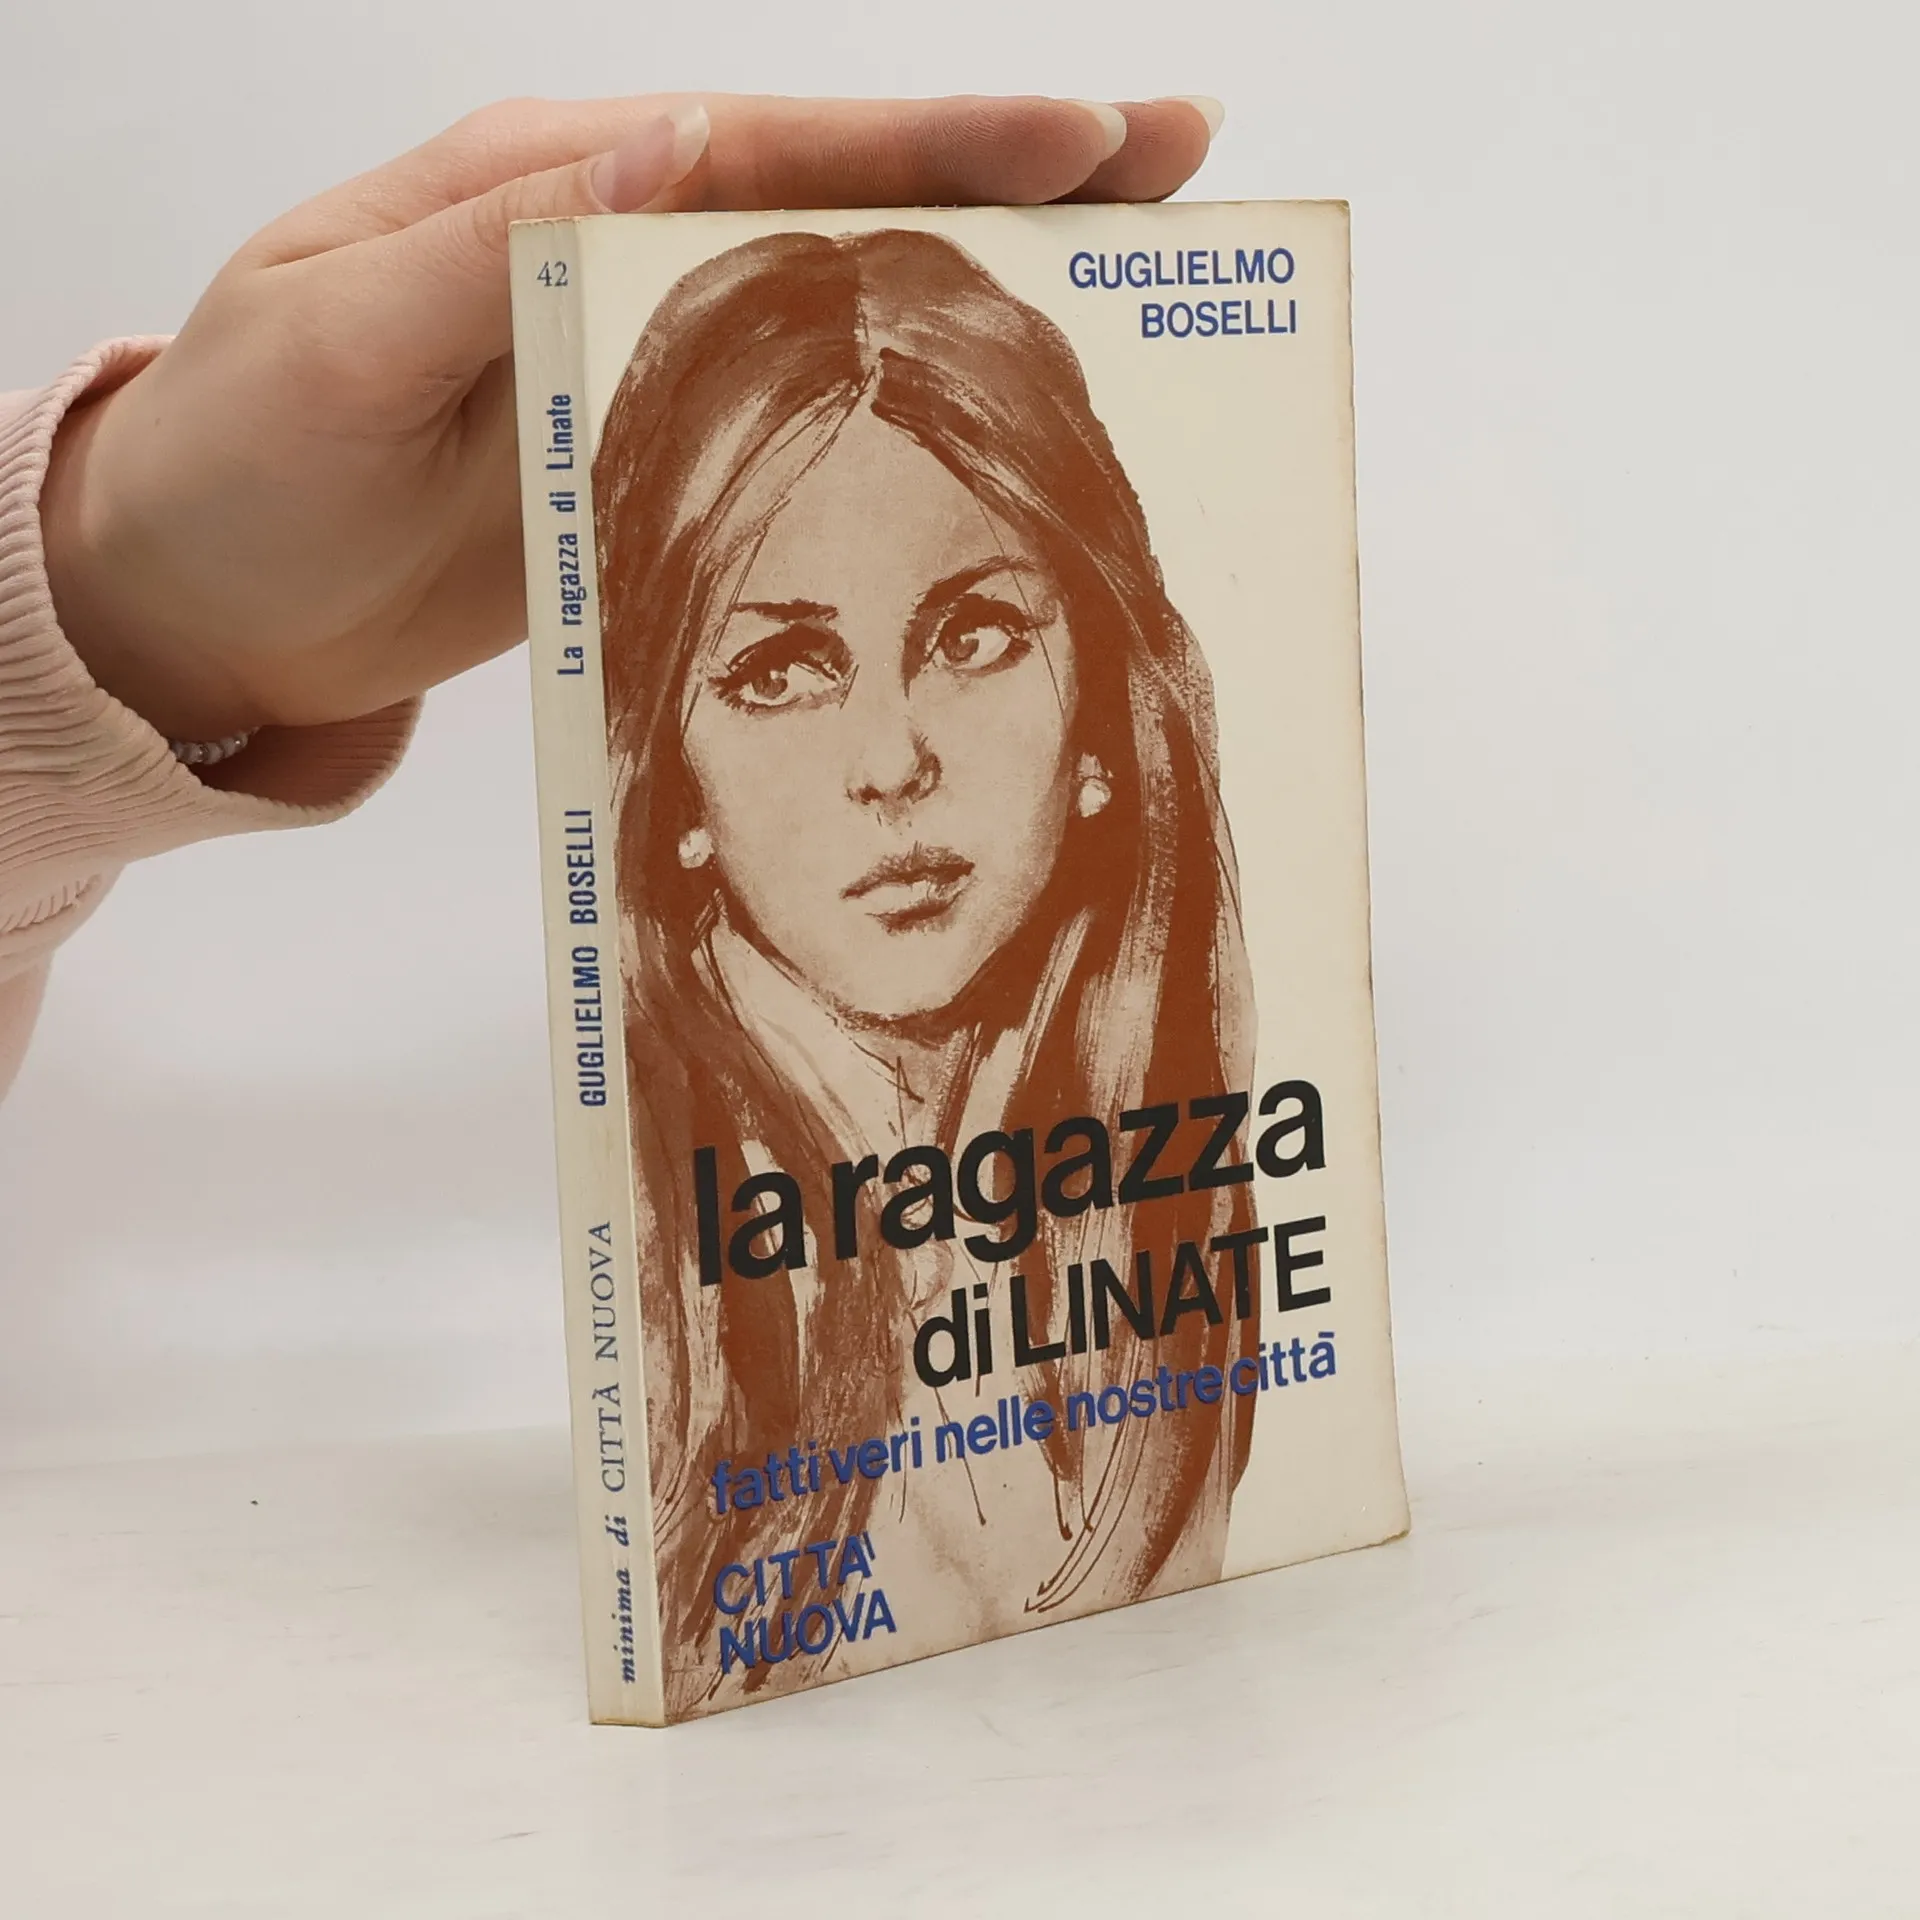 42
La ragazza di Linate
GUGLIELMO BOSELLI
minima di CITTÀ NUOVA
GUGLIELMO
BOSELLI
la ragazza
di LINATE
fatti veri nelle nostre città
CITTA'
NUOVA